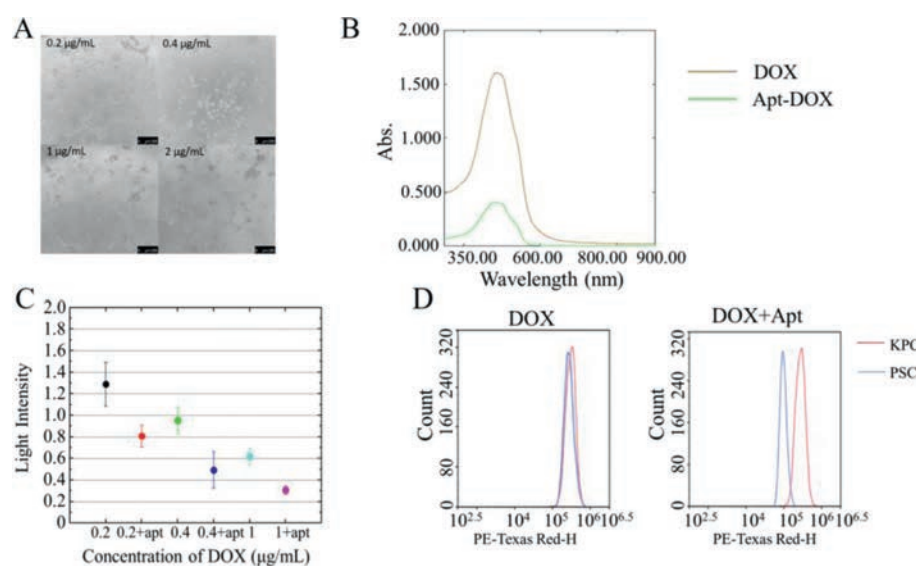 A
0.2 μg/mL
0.4 μg/mL
1 μg/mL
2 μg/mL
B
2.000
1.500
1.000
0.500
0.000
Abs.
350.00
600.00
800.00
900.00
Wavelength (nm)
DOX
Apt-DOX
C
2.0
1.8
1.6
1.4
1.2
1.0
0.8
0.6
0.4
0.2
0
Light Intensity
0.2
0.2+apt
0.4
0.4+apt
1
1+apt
Concentration of DOX (μg/mL)
D
DOX
320
240
160
80
0
Count
10^2.5
10^4
10^5
10^6
10^6.5
PE-Texas Red-H
DOX+Apt
320
240
160
80
0
Count
10^2.5
10^4
10^5
10^6
10^6.5
PE-Texas Red-H
KPC
PSC